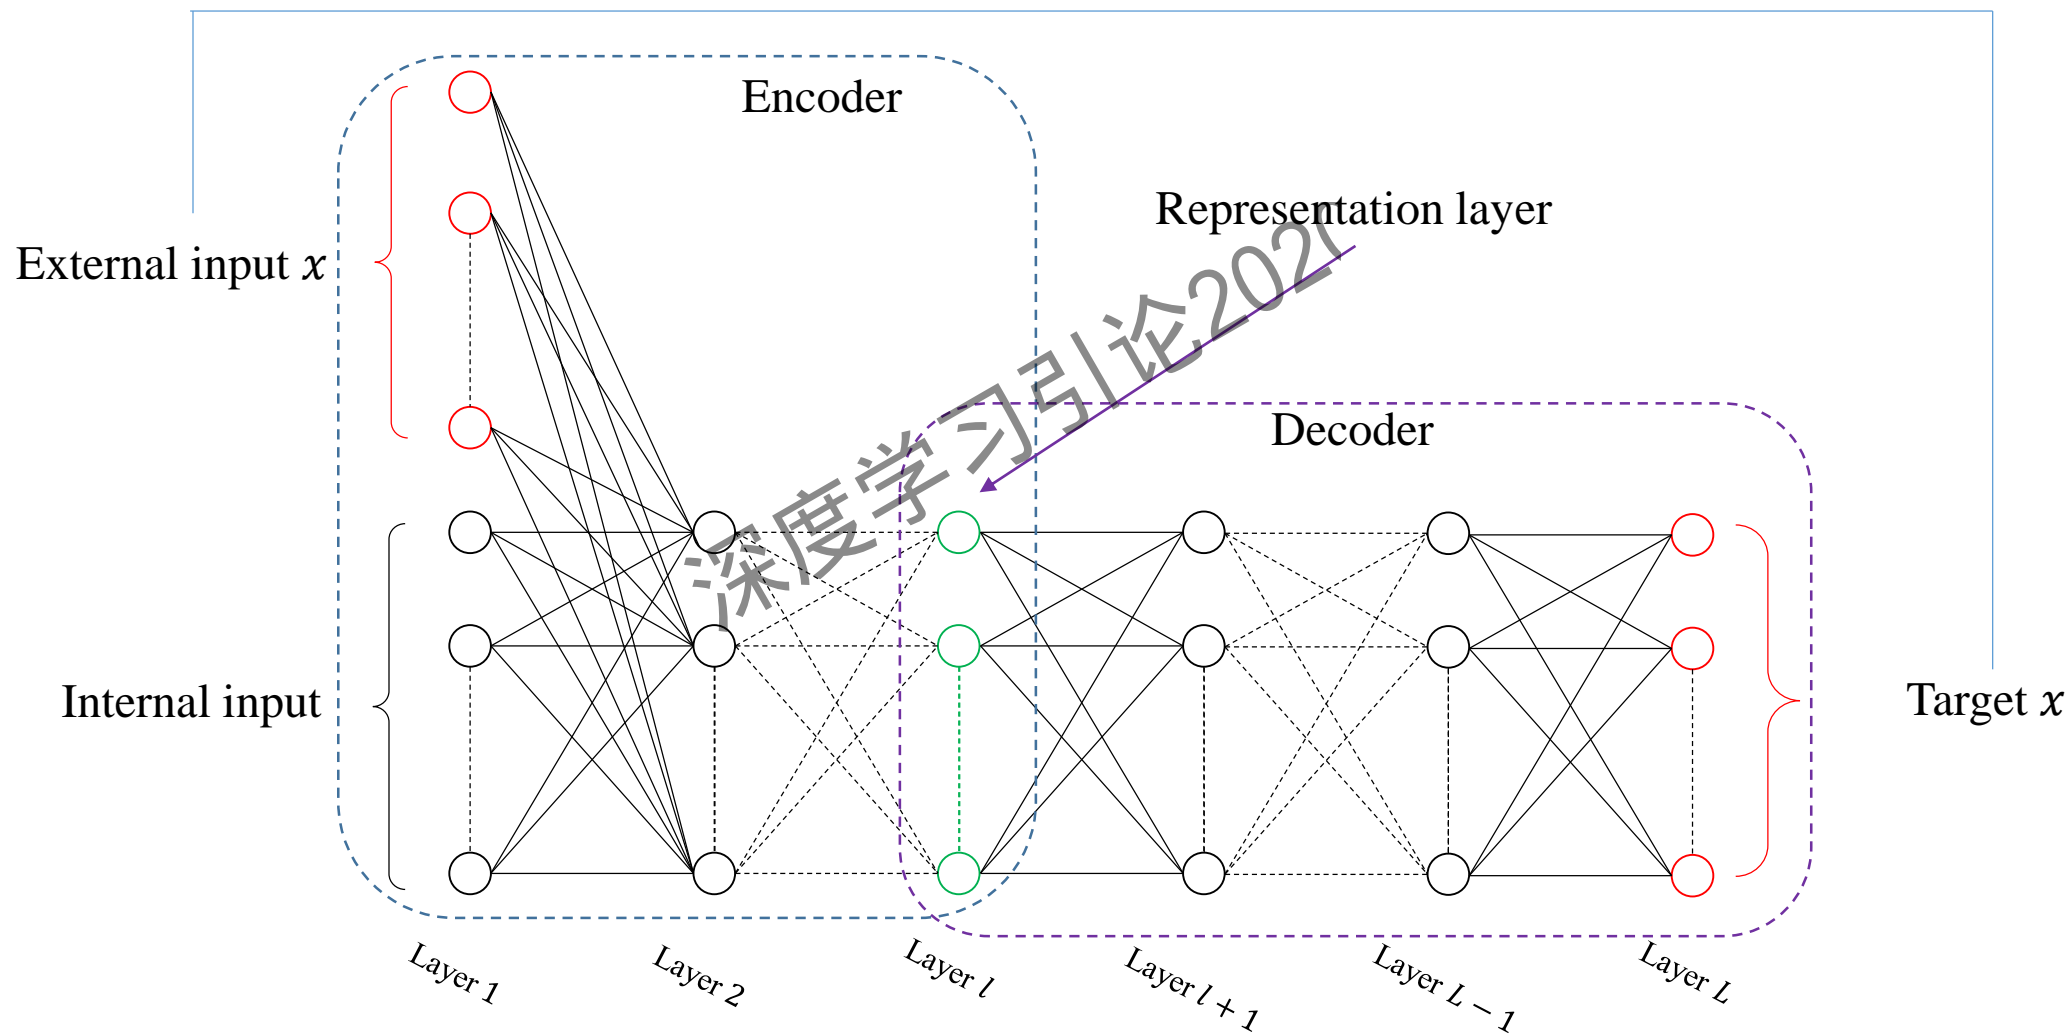 Encoder
Representation layer
External input x
Decoder
Internal input
Target x
深度学习引论2021
Layer 1
Layer 2
Layer l
Layer l + 1
Layer L − 1
Layer L